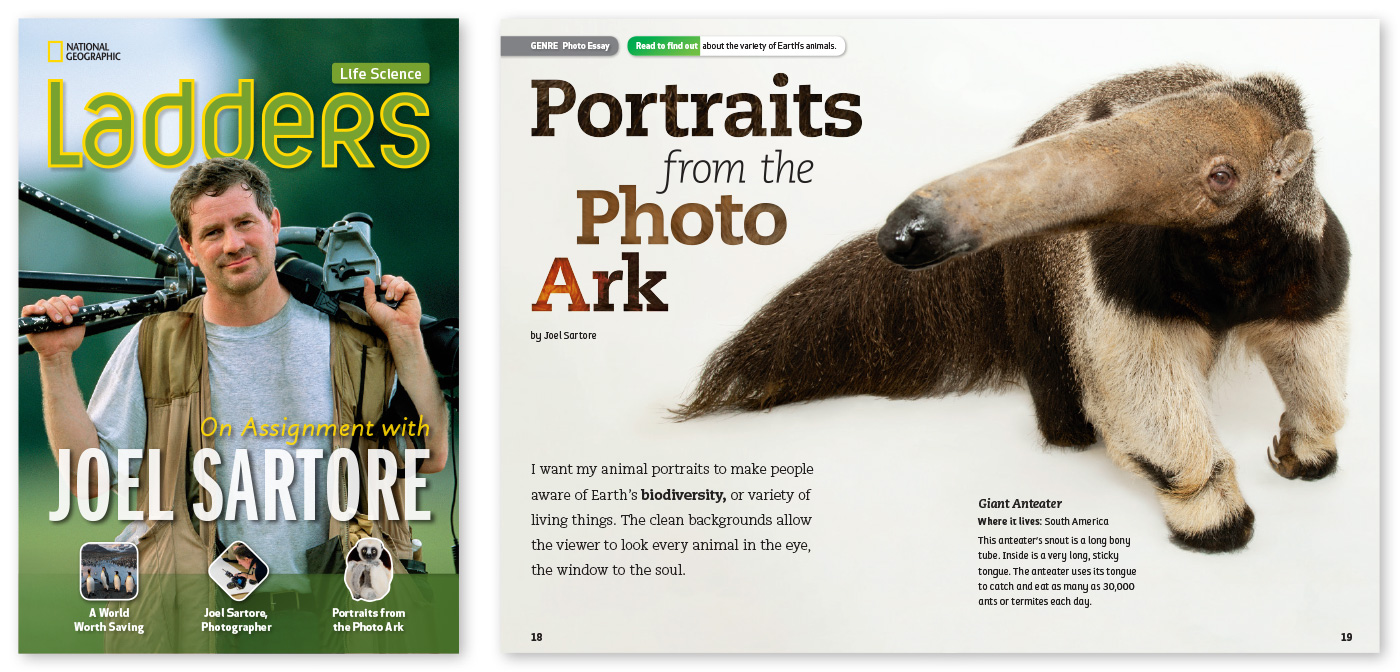 NATIONAL
GEOGRAPHIC
Life Science
Ladders
On Assignment with
JOEL SARTORE
A World
Worth Saving
Joel Sartore,
Photographer
Portraits from
the Photo Ark
GENRE Photo Essay
Read to find out about the variety of Earth's animals.
Portraits
from the
Photo
Ark
by Joel Sartore
I want my animal portraits to make people
aware of Earth's biodiversity, or variety of
living things. The clean backgrounds allow
the viewer to look every animal in the eye,
the window to the soul.
Giant Anteater
Where it lives: South America
This anteater's snout is a long bony
tube. Inside is a very long, sticky
tongue. The anteater uses its tongue
to catch and eat as many as 30,000
ants or termites each day.
18
19